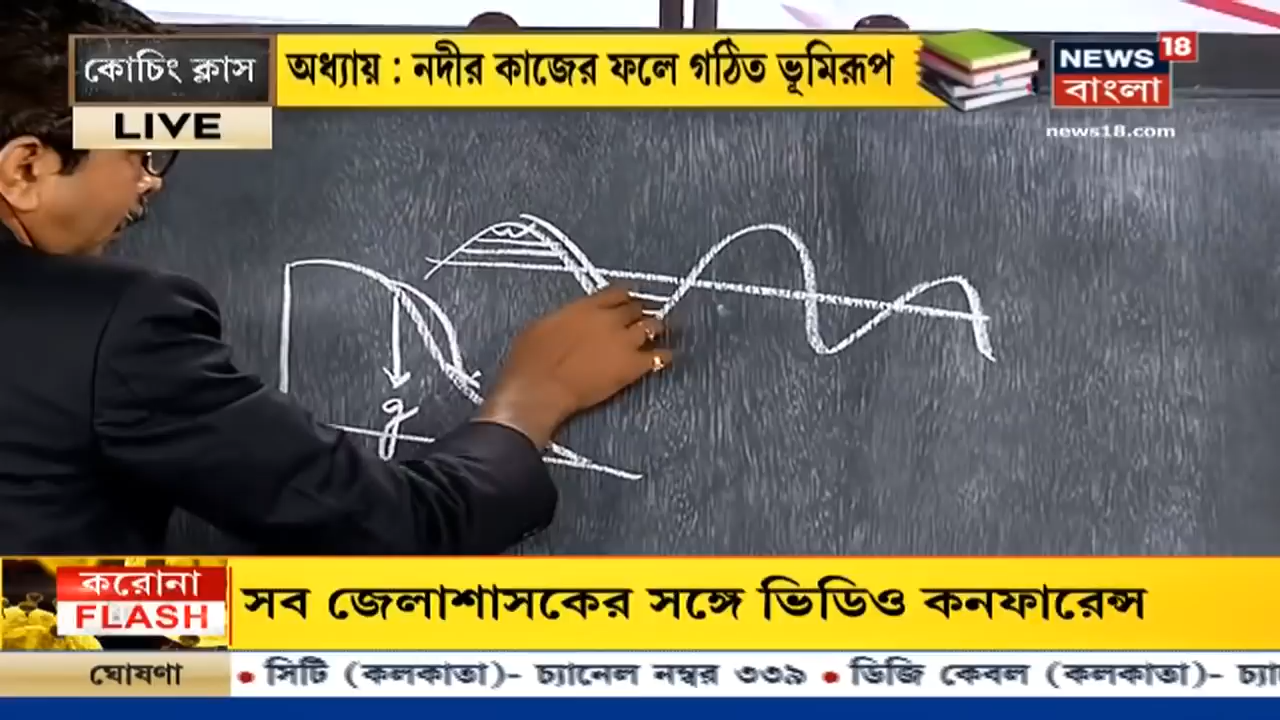 কোচিং ক্লাস
LIVE
অধ্যায় : নদীর কাজের ফলে গঠিত ভূমিরূপ
NEWS 18
বাংলা
news18.com
g
করোনা
FLASH
সব জেলাশাসকের সঙ্গে ভিডিও কনফারেন্স
ঘোষণা
• সিটি (কলকাতা)- চ্যানেল নম্বর ৩৩৯ • ডিজি কেবল (কলকাতা)-